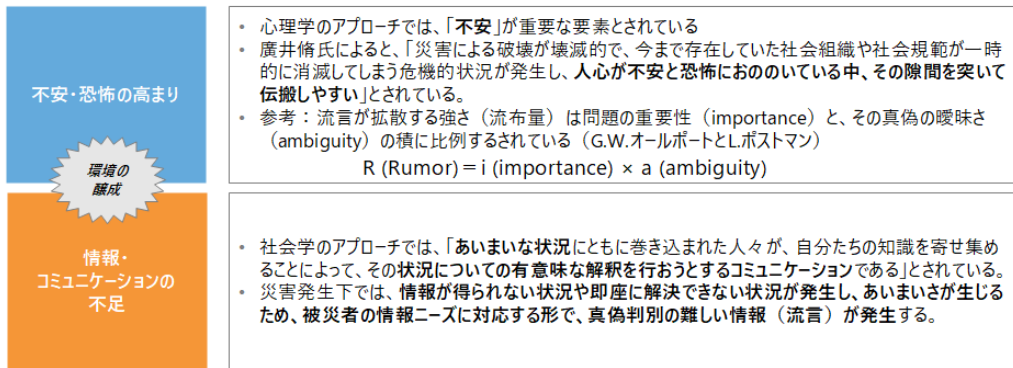 不安・恐怖の高まり
環境の
醸成
情報・
コミュニケーションの
不足
• 心理学のアプローチでは、「不安」が重要な要素とされている
• 廣井脩氏によると、「災害による破壊が壊滅的で、今まで存在していた社会組織や社会規範が一時
的に消滅してしまう危機的状況が発生し、人心が不安と恐怖におののいている中、その隙間を突いて
伝搬しやすい」とされている。
• 参考：流言が拡散する強さ（流布量）は問題の重要性（importance）と、その真偽の曖昧さ
（ambiguity）の積に比例するされている（G.W.オールポートとL.ポストマン）
R (Rumor)＝i (importance) × a (ambiguity)
• 社会学のアプローチでは、「あいまいな状況にともに巻き込まれた人々が、自分たちの知識を寄せ集め
ることによって、その状況についての有意味な解釈を行おうとするコミュニケーションである」とされている。
• 災害発生下では、情報が得られない状況や即座に解決できない状況が発生し、あいまいさが生じる
ため、被災者の情報ニーズに対応する形で、真偽判別の難しい情報（流言）が発生する。